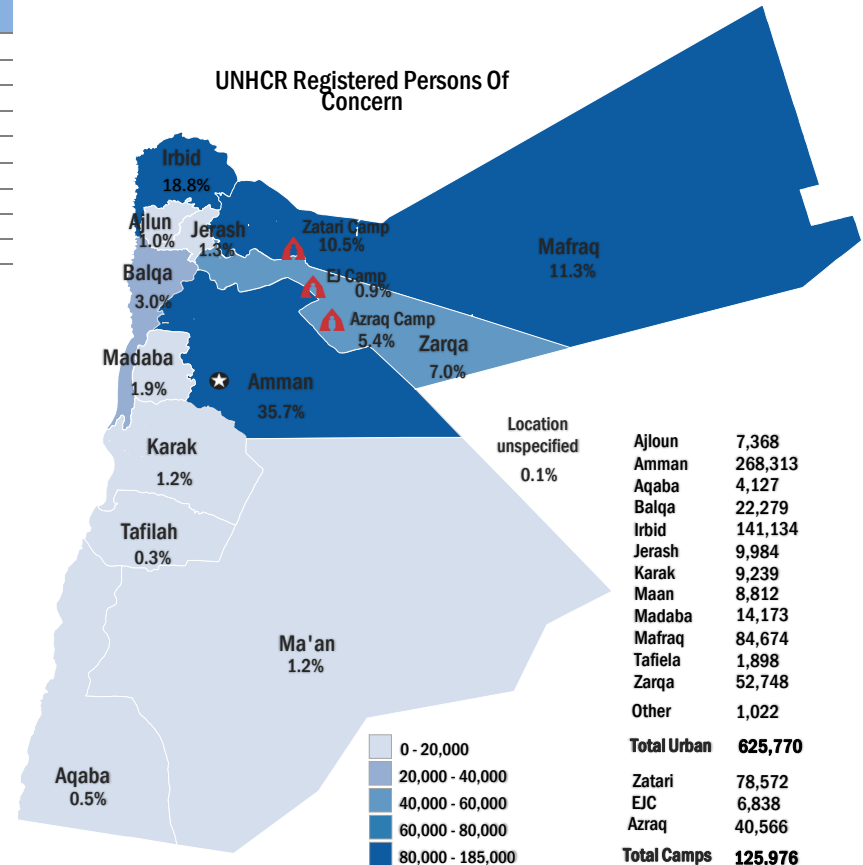 UNHCR Registered Persons Of
Concern
Irbid
18.8%
Ajlun
1.0%
Jerash
1.3%
Zatari Camp
10.5%
Mafraq
11.3%
Balqa
3.0%
EJ Camp
0.9%
Azraq Camp
5.4%
Zarqa
7.0%
Madaba
1.9%
Amman
35.7%
Karak
1.2%
Location
unspecified
0.1%
Tafilah
0.3%
Ma'an
1.2%
Aqaba
0.5%
0 - 20,000
20,000 - 40,000
40,000 - 60,000
60,000 - 80,000
80,000 - 185,000
Ajloun 7,368
Amman 268,313
Aqaba 4,127
Balqa 22,279
Irbid 141,134
Jerash 9,984
Karak 9,239
Maan 8,812
Madaba 14,173
Mafraq 84,674
Tafiela 1,898
Zarqa 52,748
Other 1,022
Total Urban 625,770
Zatari 78,572
EJC 6,838
Azraq 40,566
Total Camps 125,976